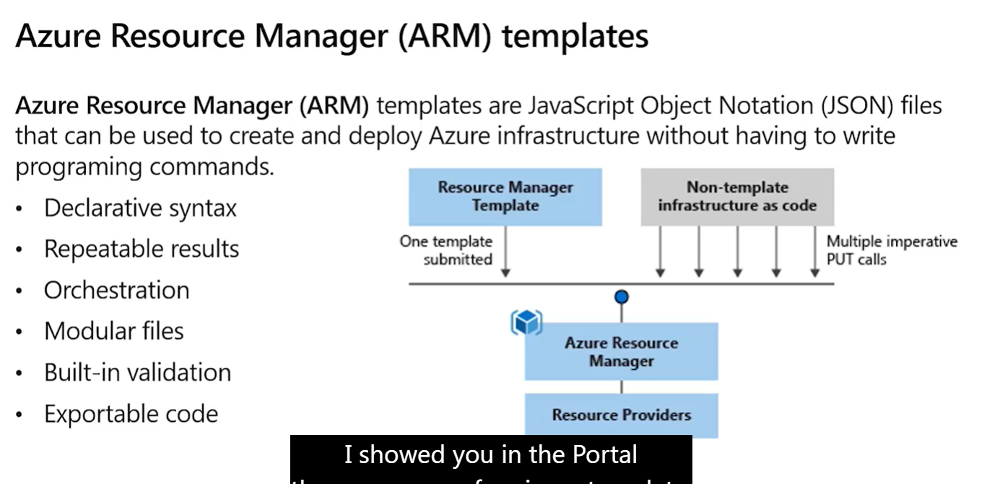 Azure Resource Manager (ARM) templates
Azure Resource Manager (ARM) templates are JavaScript Object Notation (JSON) files
that can be used to create and deploy Azure infrastructure without having to write
programing commands.
• Declarative syntax
• Repeatable results
• Orchestration
• Modular files
• Built-in validation
• Exportable code
Resource Manager
Template
Non-template
infrastructure as code
One template
submitted
Multiple imperative
PUT calls
Azure Resource
Manager
Resource Providers
I showed you in the Portal